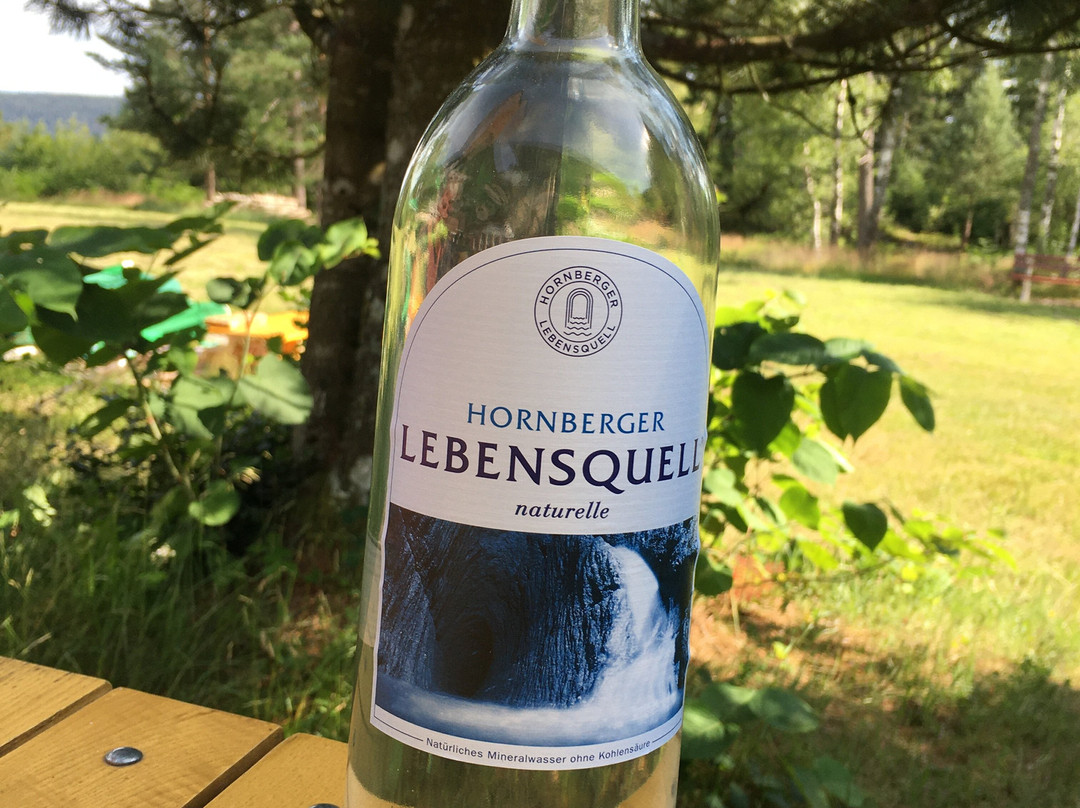 HORNBERGER
LEBENSQUELL
HORNBERGER
LEBENSQUELL
naturelle
Natürliches Mineralwasser ohne Kohlensäure